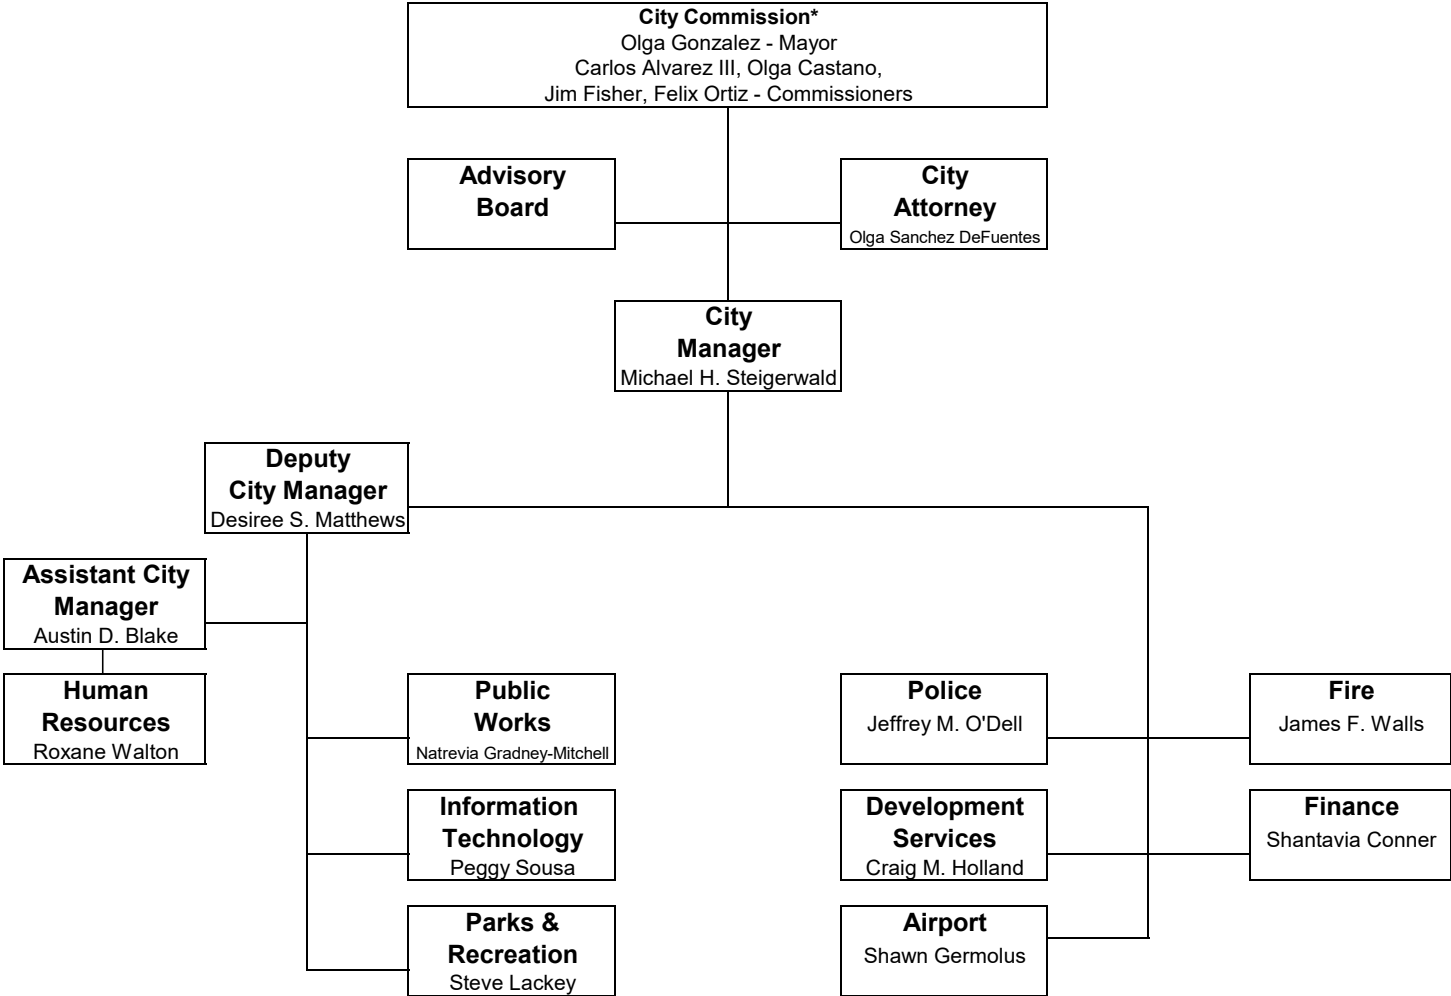 City Commission*
Olga Gonzalez - Mayor
Carlos Alvarez III, Olga Castano,
Jim Fisher, Felix Ortiz - Commissioners
Advisory
Board
City
Attorney
Olga Sanchez DeFuentes
City
Manager
Michael H. Steigerwald
Deputy
City Manager
Desiree S. Matthews
Assistant City
Manager
Austin D. Blake
Human
Resources
Roxane Walton
Public
Works
Natrevia Gradney-Mitchell
Police
Jeffrey M. O'Dell
Fire
James F. Walls
Information
Technology
Peggy Sousa
Development
Services
Craig M. Holland
Finance
Shantavia Conner
Parks &
Recreation
Steve Lackey
Airport
Shawn Germolus